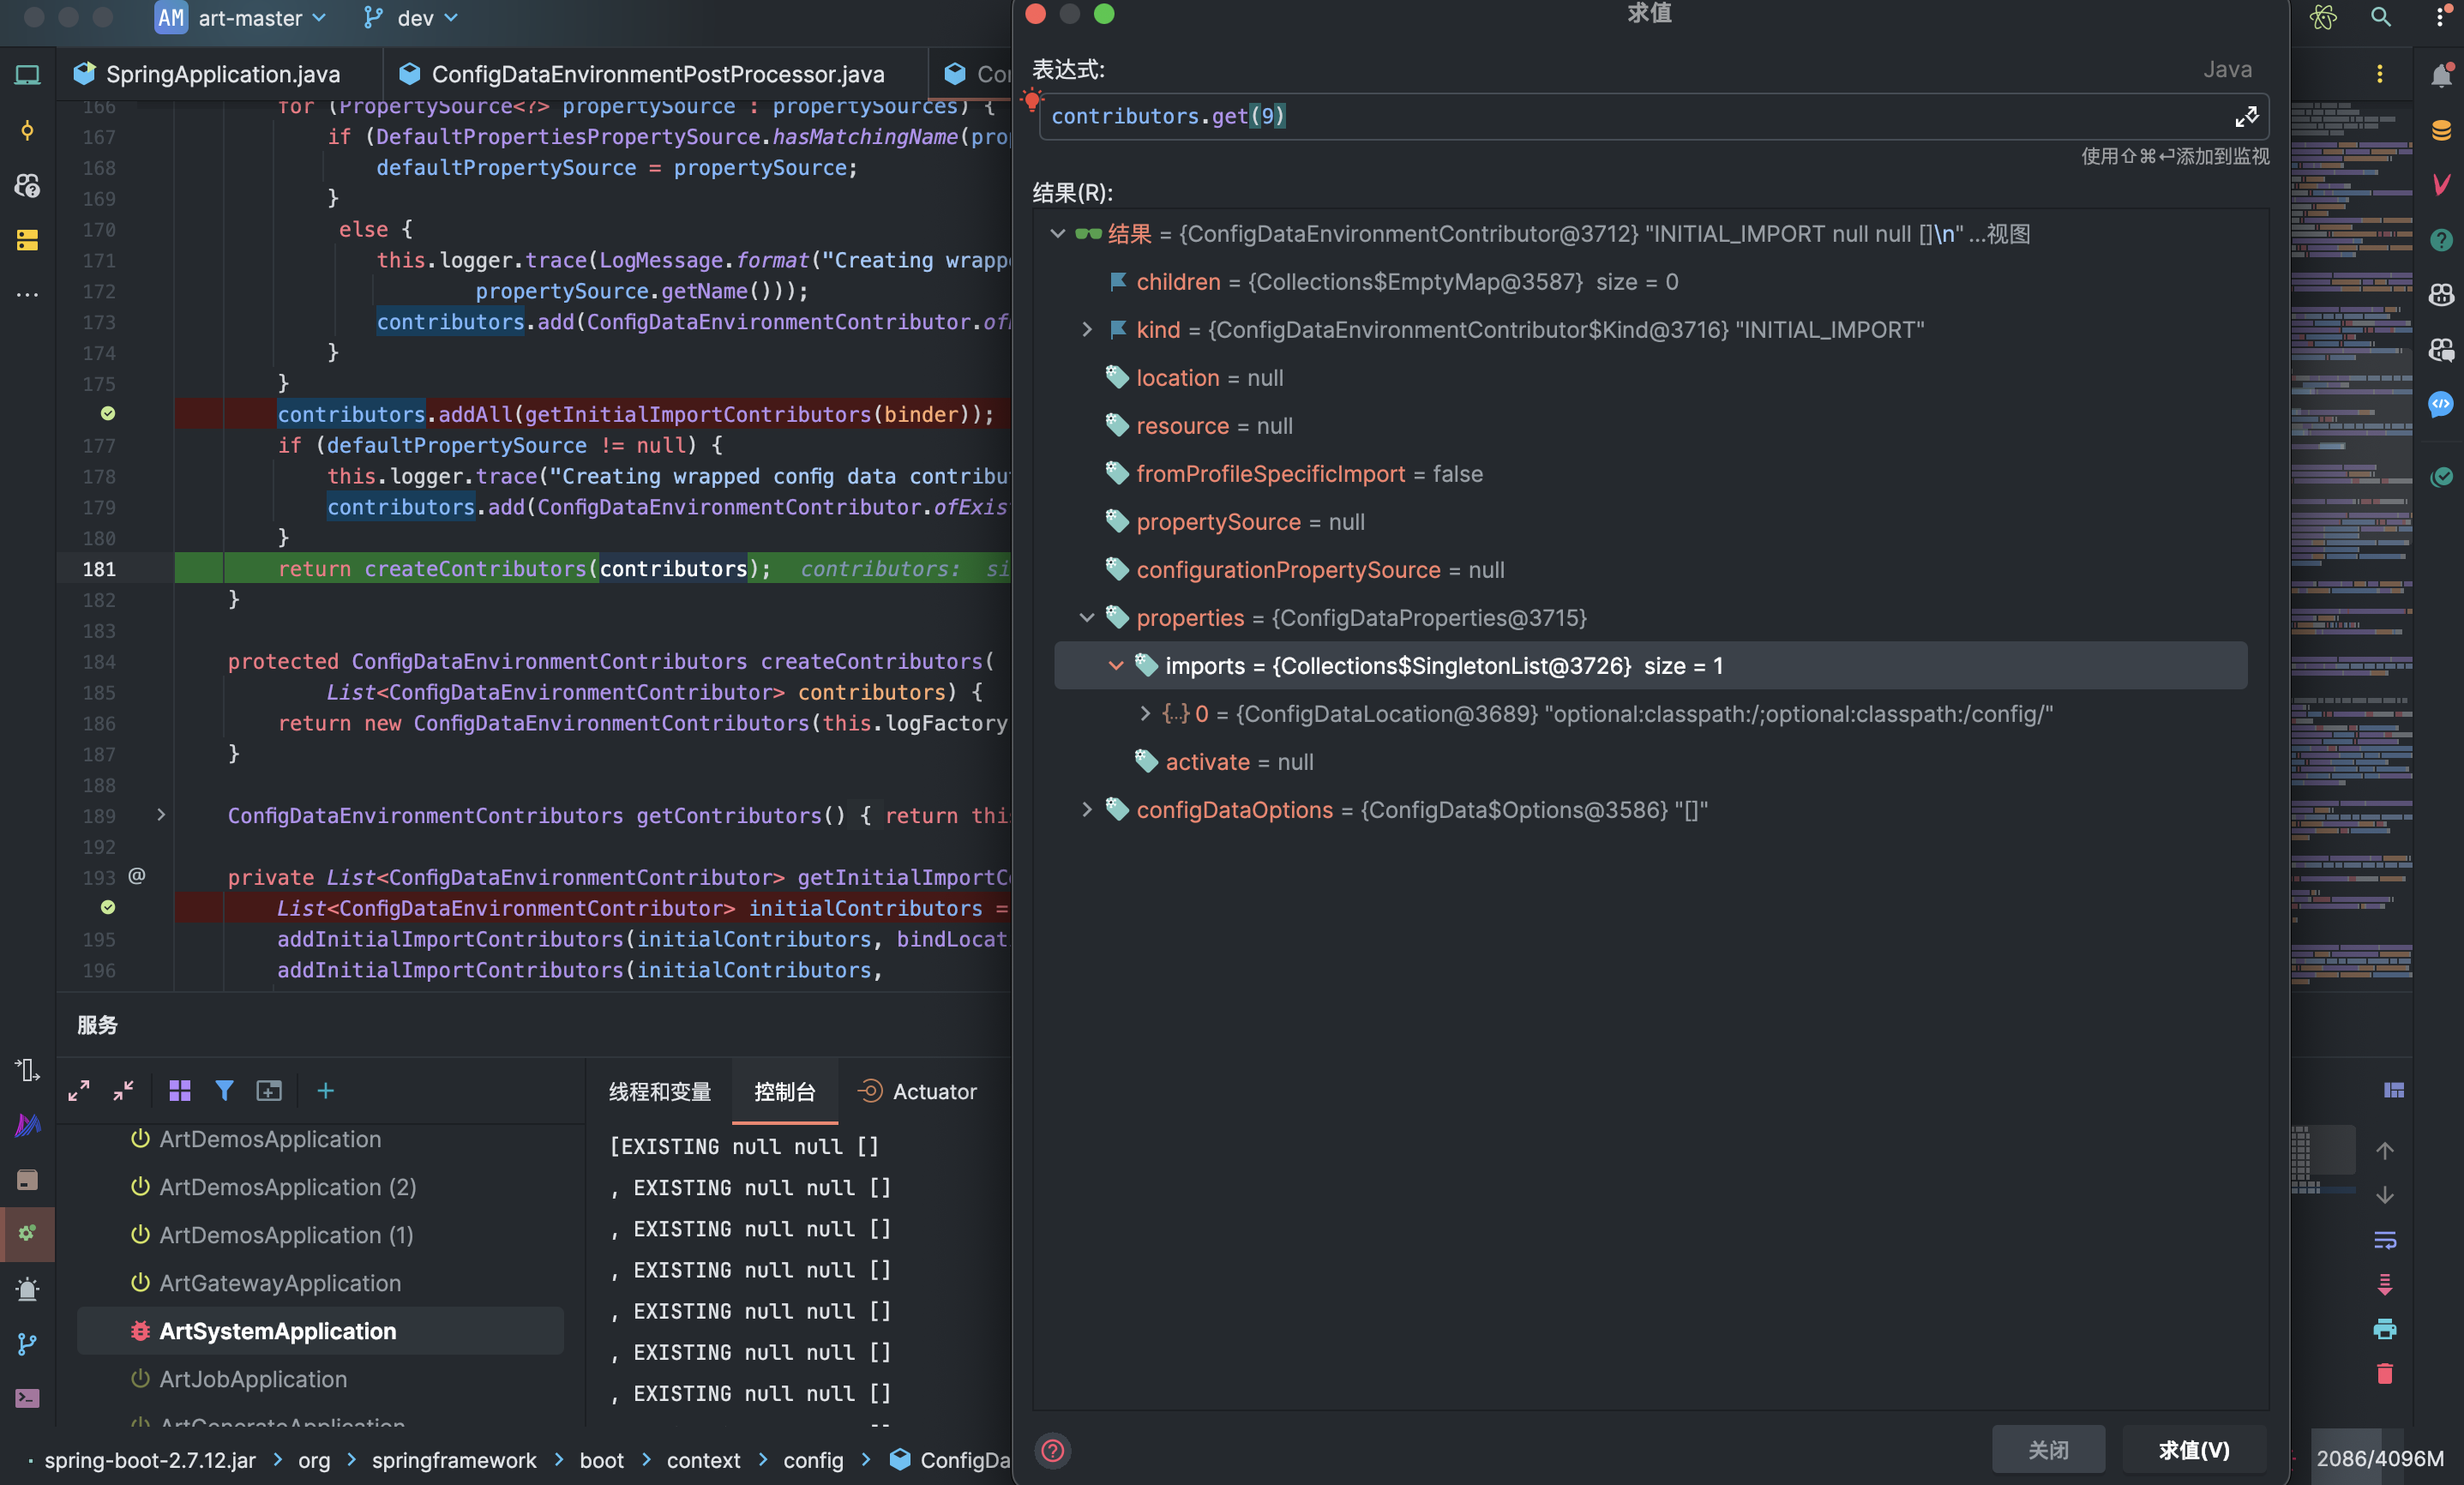 AM art-master dev
SpringApplication.java
ConfigDataEnvironmentPostProcessor.java
166 for (PropertySource<?> propertySource : propertySources) {
167 if (DefaultPropertiesPropertySource.hasMatchingName(
168 defaultPropertySource = propertySource;
169 }
170 else {
171 this.logger.trace(LogMessage.format("Creating
172 propertySource.getName()));
173 contributors.add(ConfigDataEnvironmentContributor.
174 }
175 }
contributors.addAll(getInitialImportContributors(binder));
177 if (defaultPropertySource != null) {
178 this.logger.trace("Creating wrapped config data
179 contributors.add(ConfigDataEnvironmentContributor.
180 }
181 return createContributors(contributors); contributors:
182 }
183
184 protected ConfigDataEnvironmentContributors createContributors(
185 List<ConfigDataEnvironmentContributor> contributors) {
186 return new ConfigDataEnvironmentContributors(this.logFactory
187 }
188
189 ConfigDataEnvironmentContributors getContributors() { return
192
193 @ private List<ConfigDataEnvironmentContributor>
List<ConfigDataEnvironmentContributor> initialContributors =
195 addInitialImportContributors(initialContributors,
196 addInitialImportContributors(initialContributors,
求值
表达式:
Java
contributors.get(9)
使用⇧⌘⏎添加到监视
结果(R):
结果 = {ConfigDataEnvironmentContributor@3712} "INITIAL_IMPORT null null []\n" ...视图
children = {Collections$EmptyMap@3587} size = 0
kind = {ConfigDataEnvironmentContributor$Kind@3716} "INITIAL_IMPORT"
location = null
resource = null
fromProfileSpecificImport = false
propertySource = null
configurationPropertySource = null
properties = {ConfigDataProperties@3715}
imports = {Collections$SingletonList@3726} size = 1
{...} 0 = {ConfigDataLocation@3689} "optional:classpath:/;optional:classpath:/config/"
activate = null
configDataOptions = {ConfigData$Options@3586} "[]"
关闭
求值(V)
服务
ArtDemosApplication
ArtDemosApplication (2)
ArtDemosApplication (1)
ArtGatewayApplication
ArtSystemApplication
ArtJobApplication
ArtGenerateApplication
线程和变量 控制台 Actuator
[EXISTING null null []
, EXISTING null null []
, EXISTING null null []
, EXISTING null null []
, EXISTING null null []
, EXISTING null null []
, EXISTING null null []
spring-boot-2.7.12.jar > org > springframework > boot > context > config >
2086/4096M